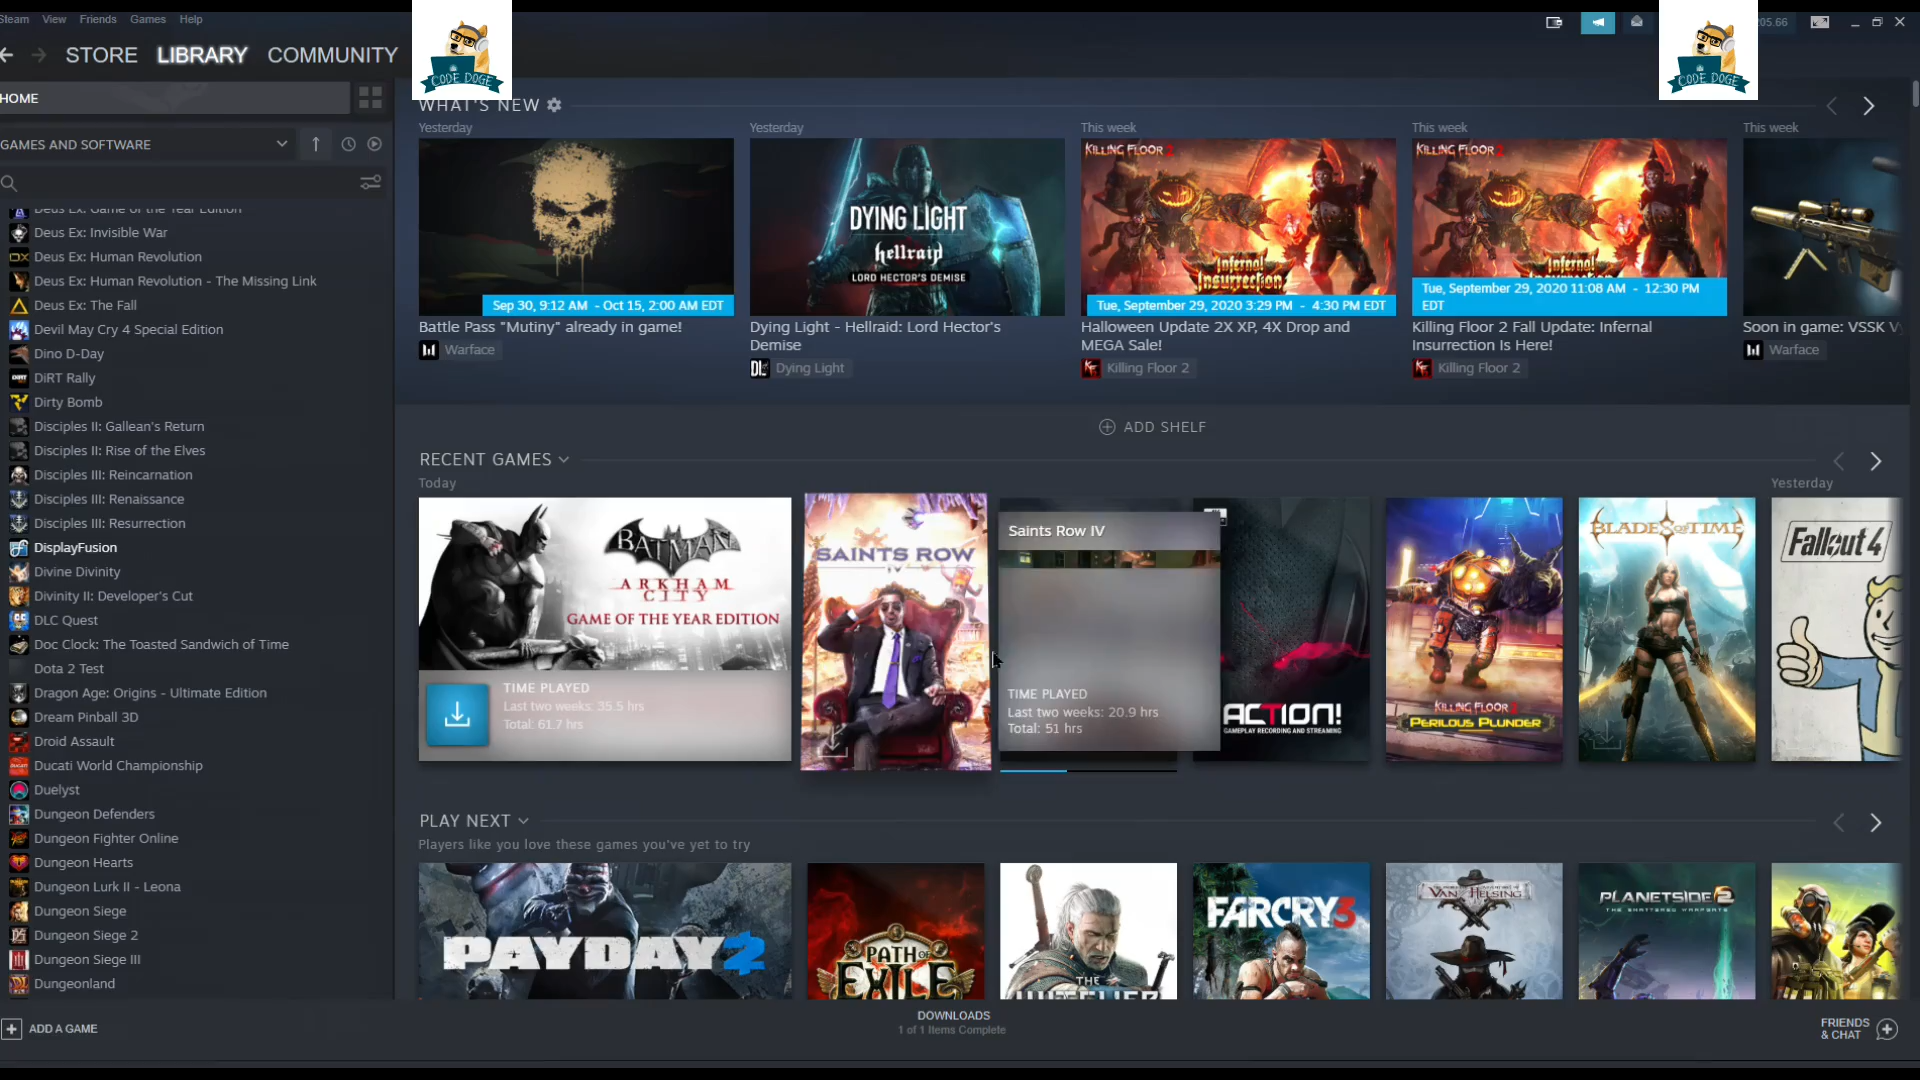 Steam View Friends Games Help
CODE DOGE
05.66
CODE DOGE
STORE LIBRARY COMMUNITY
HOME
WHAT'S NEW
Yesterday
Yesterday
This week
This week
This week
GAMES AND SOFTWARE
Deus Ex: Game of the Year Edition
Deus Ex: Invisible War
Deus Ex: Human Revolution
Deus Ex: Human Revolution - The Missing Link
Deus Ex: The Fall
Devil May Cry 4 Special Edition
Dino D-Day
DiRT Rally
Dirty Bomb
Disciples II: Gallean's Return
Disciples II: Rise of the Elves
Disciples III: Reincarnation
Disciples III: Renaissance
Disciples III: Resurrection
DisplayFusion
Divine Divinity
Divinity II: Developer's Cut
DLC Quest
Doc Clock: The Toasted Sandwich of Time
Dota 2 Test
Dragon Age: Origins - Ultimate Edition
Dream Pinball 3D
Droid Assault
Ducati World Championship
Duelyst
Dungeon Defenders
Dungeon Fighter Online
Dungeon Hearts
Dungeon Lurk II - Leona
Dungeon Siege
Dungeon Siege 2
Dungeon Siege III
Dungeonland
ADD A GAME
Sep 30, 9:12 AM - Oct 15, 2:00 AM EDT
Battle Pass "Mutiny" already in game!
Warface
DYING LIGHT
hellraid
LORD HECTOR'S DEMISE
Dying Light - Hellraid: Lord Hector's
Demise
DL
Dying Light
KILLING FLOOR 2
Infernal
Insurrection
Tue, September 29, 2020 3:29 PM - 4:30 PM EDT
Halloween Update 2X XP, 4X Drop and
MEGA Sale!
Killing Floor 2
KILLING FLOOR 2
Infernal
Insurrection
Tue, September 29, 2020 11:08 AM - 12:30 PM
EDT
Killing Floor 2 Fall Update: Infernal
Insurrection Is Here!
Killing Floor 2
Soon in game: VSSK V
Warface
ADD SHELF
RECENT GAMES
Today
Yesterday
BATMAN
ARKHAM
CITY
GAME OF THE YEAR EDITION
TIME PLAYED
Last two weeks: 35.5 hrs
Total: 61.7 hrs
SAINTS ROW
IV
Saints Row IV
TIME PLAYED
Last two weeks: 20.9 hrs
Total: 51 hrs
ACTION!
GAMEPLAY RECORDING AND STREAMING
KILLING FLOOR 2
PERILOUS PLUNDER
BLADES OF TIME
Fallout 4
PLAY NEXT
Players like you love these games you've yet to try
PAYDAY 2
PATH OF
EXILE
THE
WITCHER
FARCRY3
VAN HELSING
PLANETSIDE 2
DOWNLOADS
1 of 1 Items Complete
FRIENDS
& CHAT